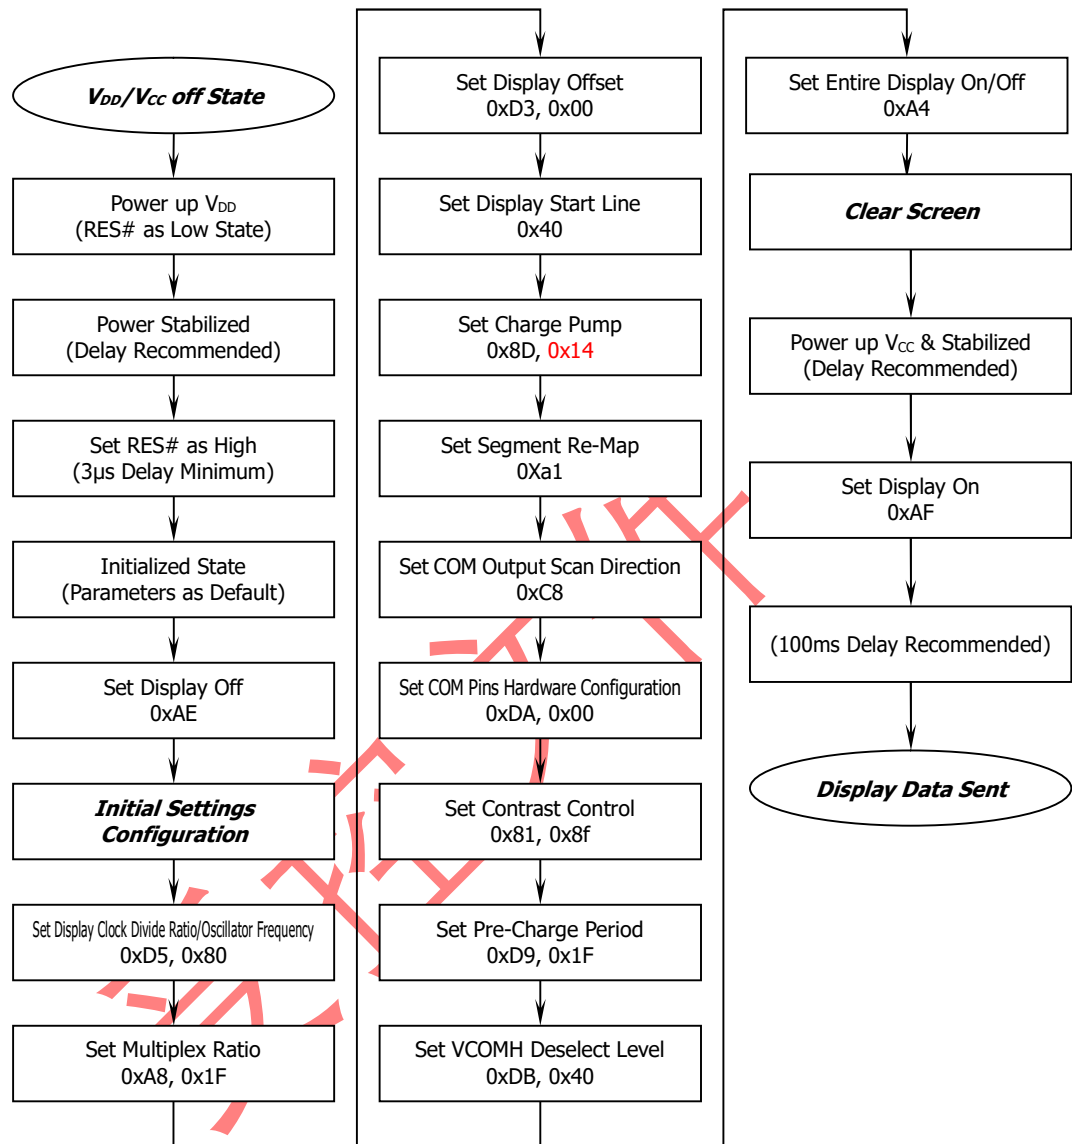 VDD/VCC off State
Power up VDD
(RES# as Low State)
Power Stabilized
(Delay Recommended)
Set RES# as High
(3μs Delay Minimum)
Initialized State
(Parameters as Default)
Set Display Off
0xAE
Initial Settings
Configuration
Set Display Clock Divide Ratio/Oscillator Frequency
0xD5, 0x80
Set Multiplex Ratio
0xA8, 0x1F
Set Display Offset
0xD3, 0x00
Set Display Start Line
0x40
Set Charge Pump
0x8D, 0x14
Set Segment Re-Map
0Xa1
Set COM Output Scan Direction
0xC8
Set COM Pins Hardware Configuration
0xDA, 0x00
Set Contrast Control
0x81, 0x8f
Set Pre-Charge Period
0xD9, 0x1F
Set VCOMH Deselect Level
0xDB, 0x40
Set Entire Display On/Off
0xA4
Clear Screen
Power up VCC & Stabilized
(Delay Recommended)
Set Display On
0xAF
(100ms Delay Recommended)
Display Data Sent